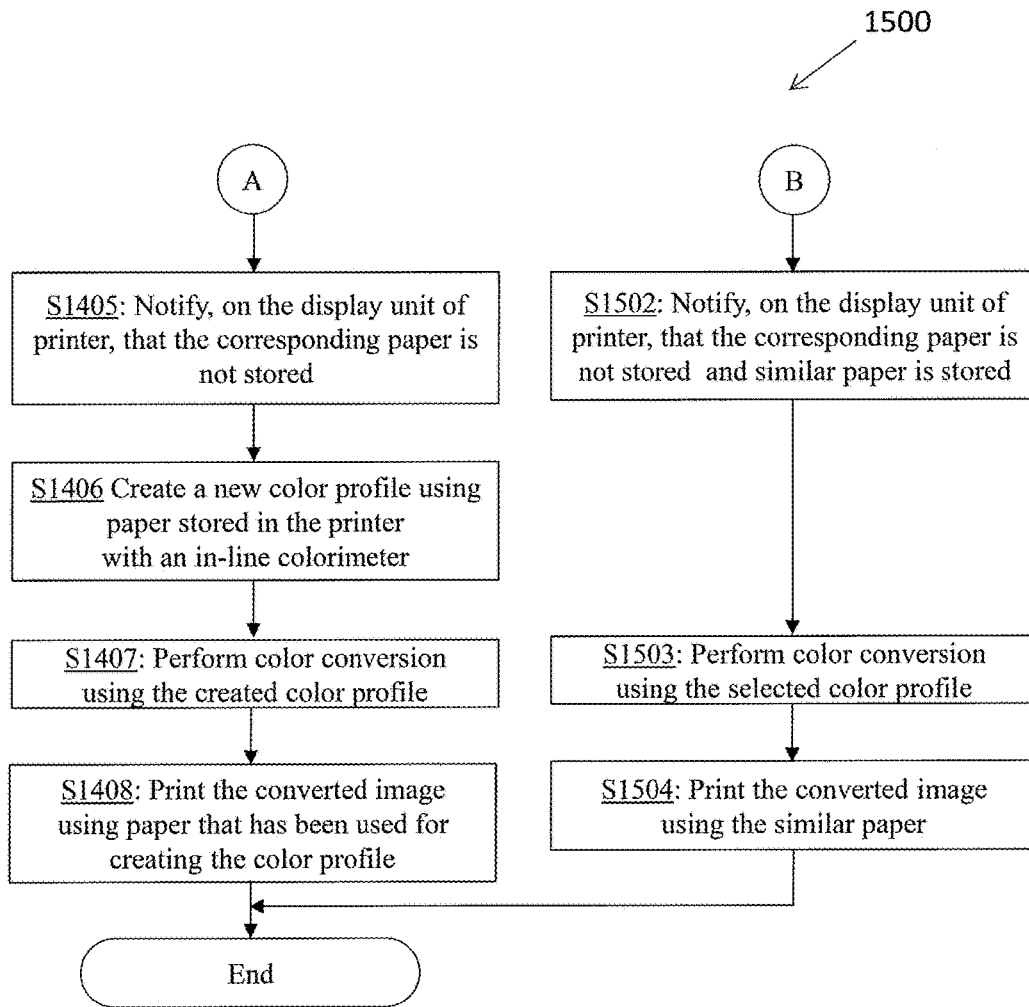 1500
A
S1405: Notify, on the display unit of
printer, that the corresponding paper is
not stored
S1406 Create a new color profile using
paper stored in the printer
with an in-line colorimeter
S1407: Perform color conversion
using the created color profile
S1408: Print the converted image
using paper that has been used for
creating the color profile
B
S1502: Notify, on the display unit of
printer, that the corresponding paper is
not stored and similar paper is stored
S1503: Perform color conversion
using the selected color profile
S1504: Print the converted image
using the similar paper
End